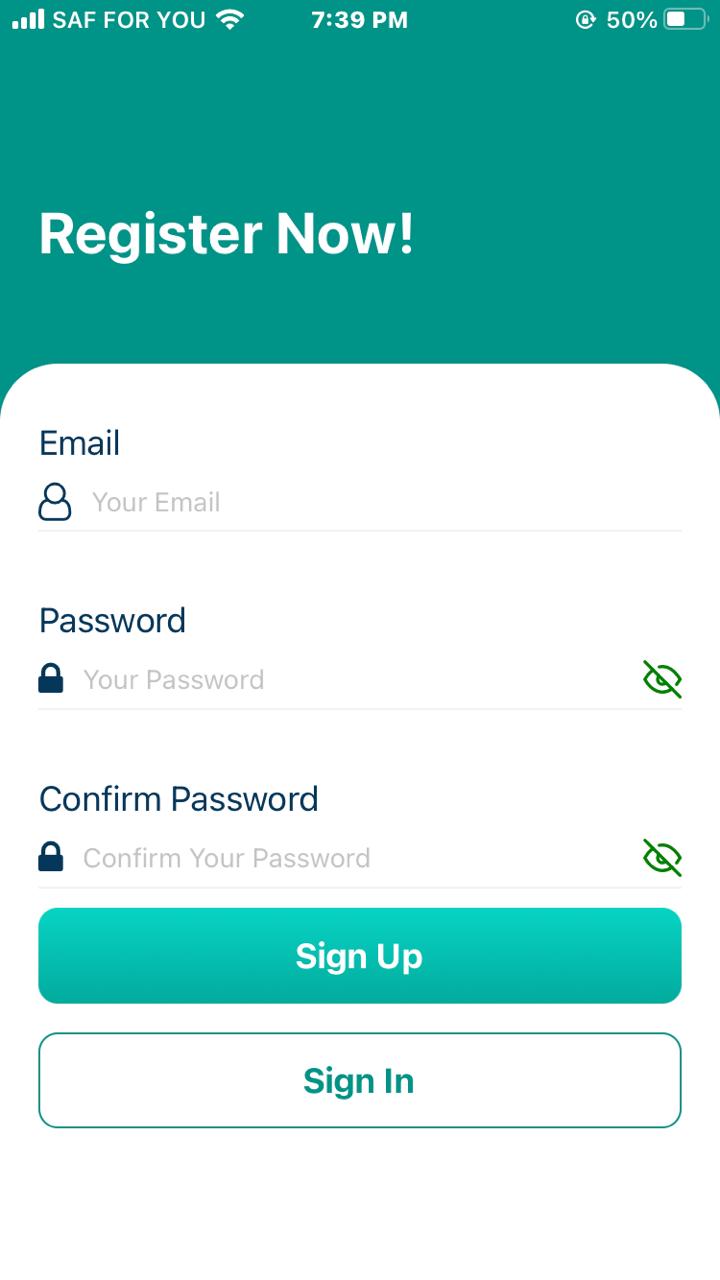 SAF FOR YOU 7:39 PM 50%
Register Now!
Email
Your Email
Password
Your Password
Confirm Password
Confirm Your Password
Sign Up
Sign In